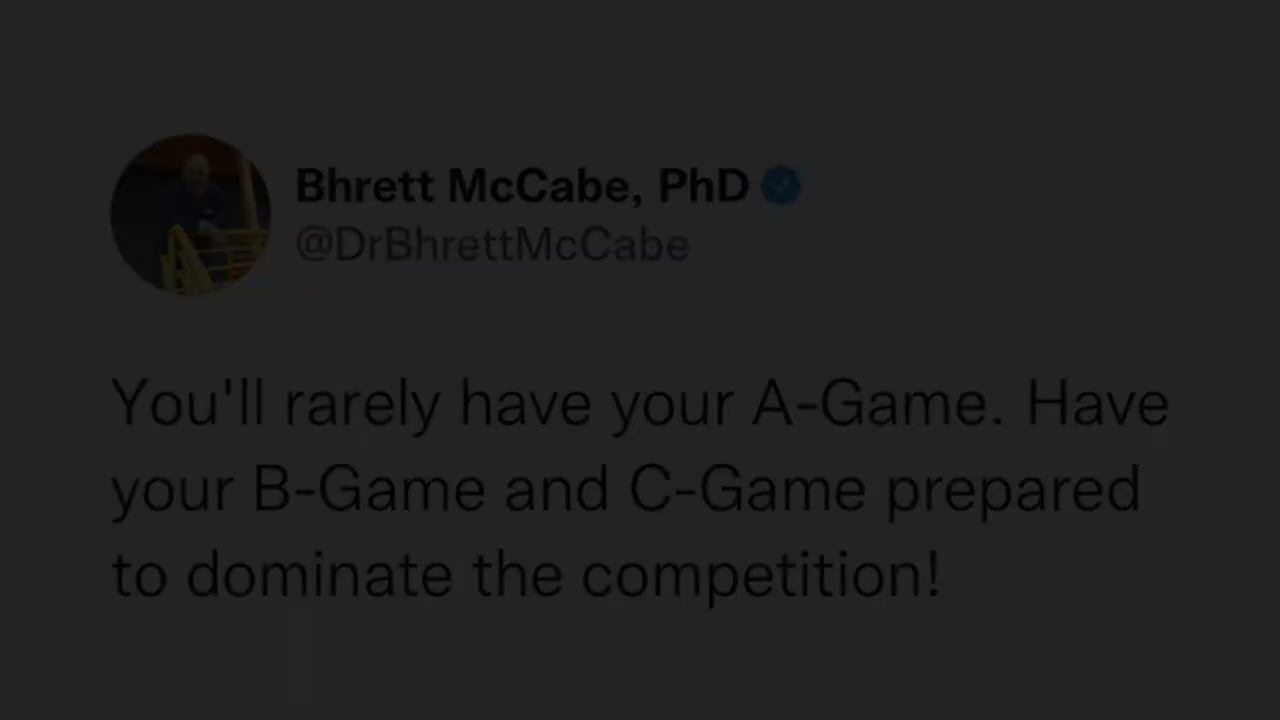 Bhrett McCabe, PhD
@DrBhrettMcCabe
You'll rarely have your A-Game. Have
your B-Game and C-Game prepared
to dominate the competition!